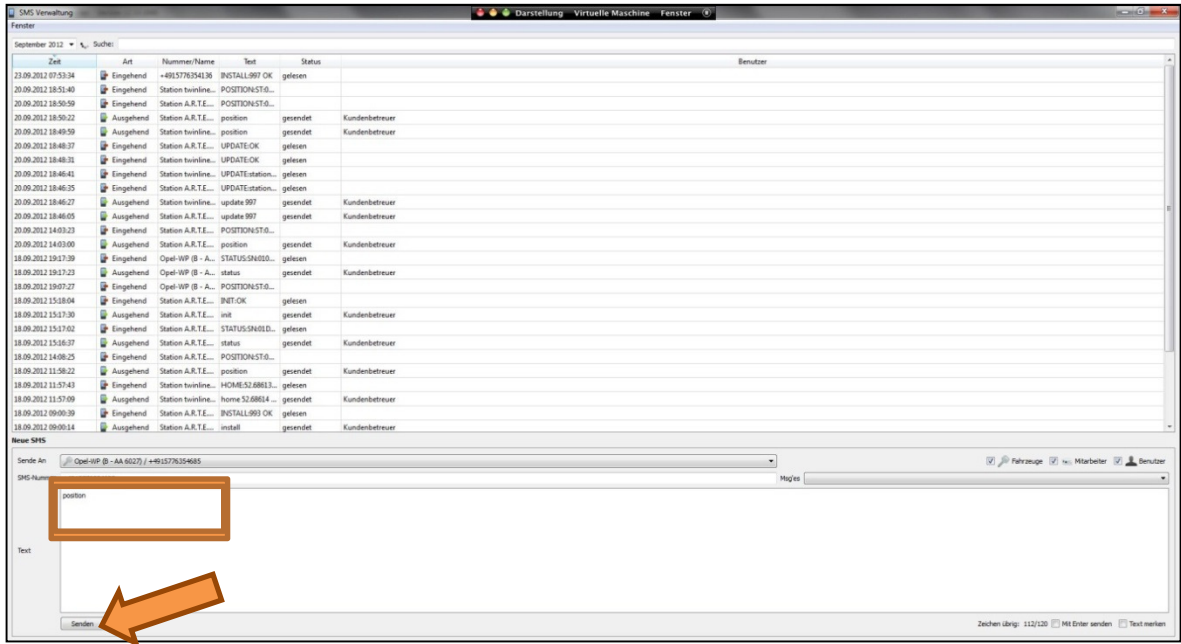 SMS Verwaltung
Darstellung Virtuelle Maschine Fenster
Fenster
September 2012 Suche:
Zeit Art Nummer/Name Text Status Benutzer
23.09.2012 07:53:34 Eingehend +4915776354136 INSTALL:997 OK gelesen
20.09.2012 18:51:40 Eingehend Station twinline... POSITION:ST:0...
20.09.2012 18:50:59 Eingehend Station A.R.T.E.... POSITION:ST:0...
20.09.2012 18:50:22 Ausgehend Station A.R.T.E.... position gesendet Kundenbetreuer
20.09.2012 18:49:59 Ausgehend Station twinline... position gesendet Kundenbetreuer
20.09.2012 18:48:37 Eingehend Station A.R.T.E.... UPDATE:OK gelesen
20.09.2012 18:48:31 Eingehend Station twinline... UPDATE:OK gelesen
20.09.2012 18:46:41 Eingehend Station twinline... UPDATE:station... gelesen
20.09.2012 18:46:35 Eingehend Station A.R.T.E.... UPDATE:station... gelesen
20.09.2012 18:46:27 Ausgehend Station twinline... update 997 gesendet Kundenbetreuer
20.09.2012 18:46:05 Ausgehend Station A.R.T.E.... update 997 gesendet Kundenbetreuer
20.09.2012 14:03:23 Eingehend Station A.R.T.E.... POSITION:ST:0...
20.09.2012 14:03:00 Ausgehend Station A.R.T.E.... position gesendet Kundenbetreuer
18.09.2012 19:17:39 Eingehend Opel-WP (B - A... STATUS:SN:010... gelesen
18.09.2012 19:17:23 Ausgehend Opel-WP (B - A... status gesendet Kundenbetreuer
18.09.2012 19:07:27 Eingehend Opel-WP (B - A... POSITION:ST:0...
18.09.2012 15:18:04 Eingehend Station A.R.T.E.... INIT:OK gelesen
18.09.2012 15:17:30 Ausgehend Station A.R.T.E.... init gesendet Kundenbetreuer
18.09.2012 15:17:02 Eingehend Station A.R.T.E.... STATUS:SN:01D... gelesen
18.09.2012 15:16:37 Ausgehend Station A.R.T.E.... status gesendet Kundenbetreuer
18.09.2012 14:08:25 Eingehend Station A.R.T.E.... POSITION:ST:0...
18.09.2012 11:58:22 Ausgehend Station A.R.T.E.... position gesendet Kundenbetreuer
18.09.2012 11:57:43 Eingehend Station twinline... HOME:52.68613... gelesen
18.09.2012 11:57:09 Ausgehend Station twinline... home 52.68614 ... gesendet Kundenbetreuer
18.09.2012 09:00:39 Eingehend Station A.R.T.E.... INSTALL:993 OK gelesen
18.09.2012 09:00:14 Ausgehend Station A.R.T.E.... install gesendet Kundenbetreuer
Neue SMS
Sende An Opel-WP (B - AA 6027) / +4915776354685 Fahrzeuge Mitarbeiter Benutzer
Msg'es
position
Text
Senden Zeichen übrig: 112/120 Mit Enter senden Text merken